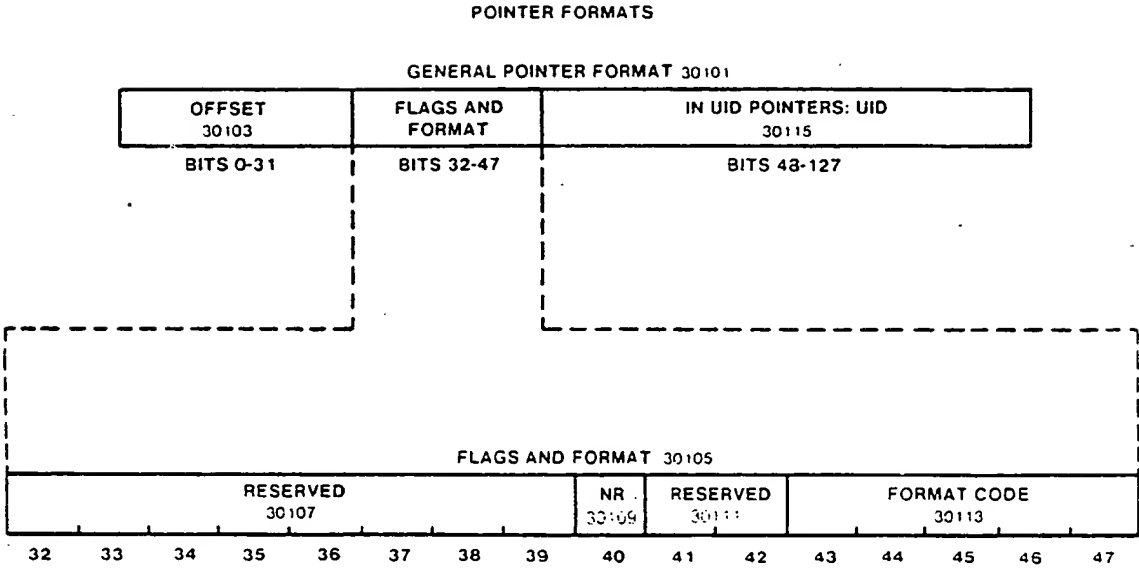 POINTER FORMATS
GENERAL POINTER FORMAT 30101
OFFSET
30103
FLAGS AND
FORMAT
IN UID POINTERS: UID
30115
BITS 0-31
BITS 32-47
BITS 48-127
FLAGS AND FORMAT 30105
RESERVED
30107
NR
30109
RESERVED
30111
FORMAT CODE
30113
32 33 34 35 36 37 38 39 40 41 42 43 44 45 46 47